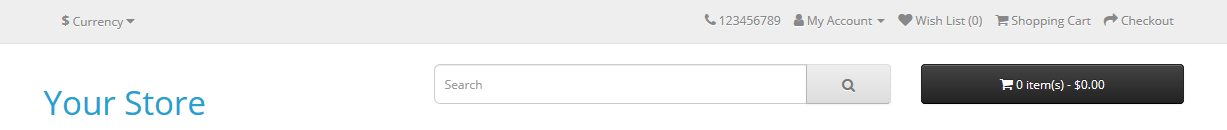 $ Currency
123456789 My Account Wish List (0) Shopping Cart Checkout
Your Store
Search
0 item(s) - $0.00